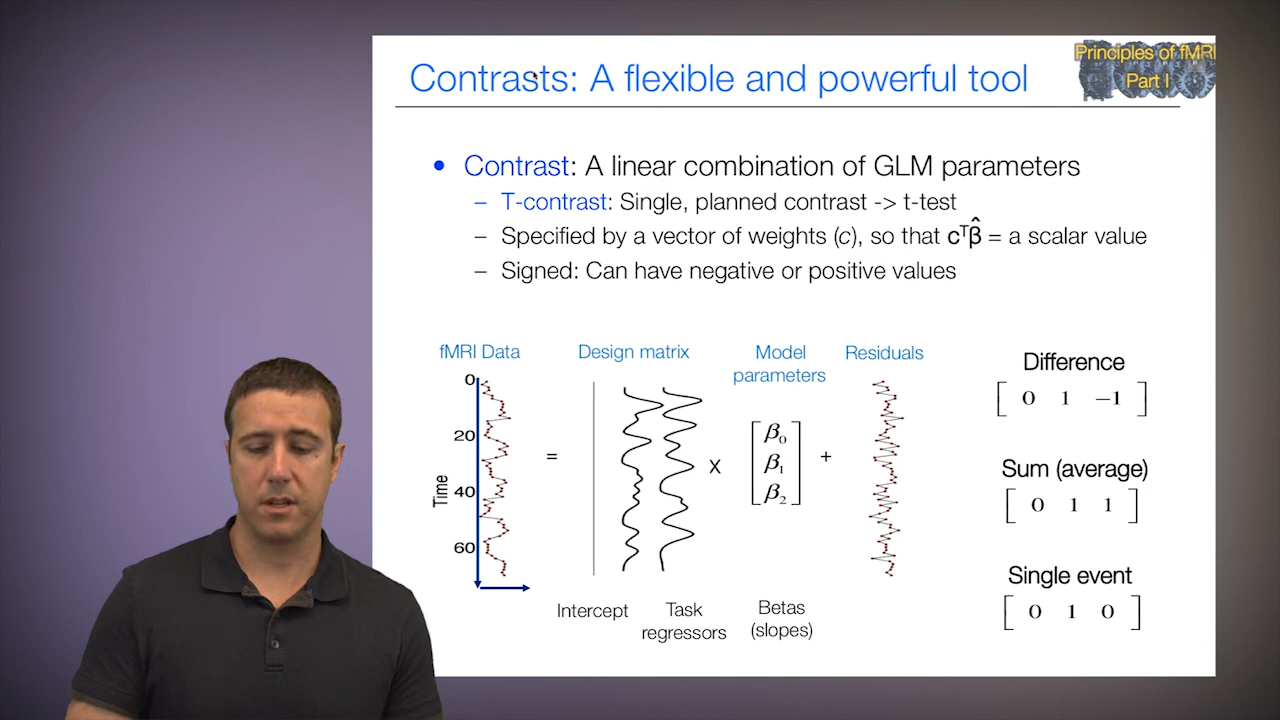 Principles of fMRI
Part I
Contrasts: A flexible and powerful tool
• Contrast: A linear combination of GLM parameters
– T-contrast: Single, planned contrast -> t-test
– Specified by a vector of weights (c), so that cᵀβ̂ = a scalar value
– Signed: Can have negative or positive values
fMRI Data
Design matrix
Model
parameters
Residuals
0
20
40
60
Time
=
X
β₀
β₁
β₂
+
Intercept
Task
regressors
Betas
(slopes)
Difference
[ 0 1 −1 ]
Sum (average)
[ 0 1 1 ]
Single event
[ 0 1 0 ]